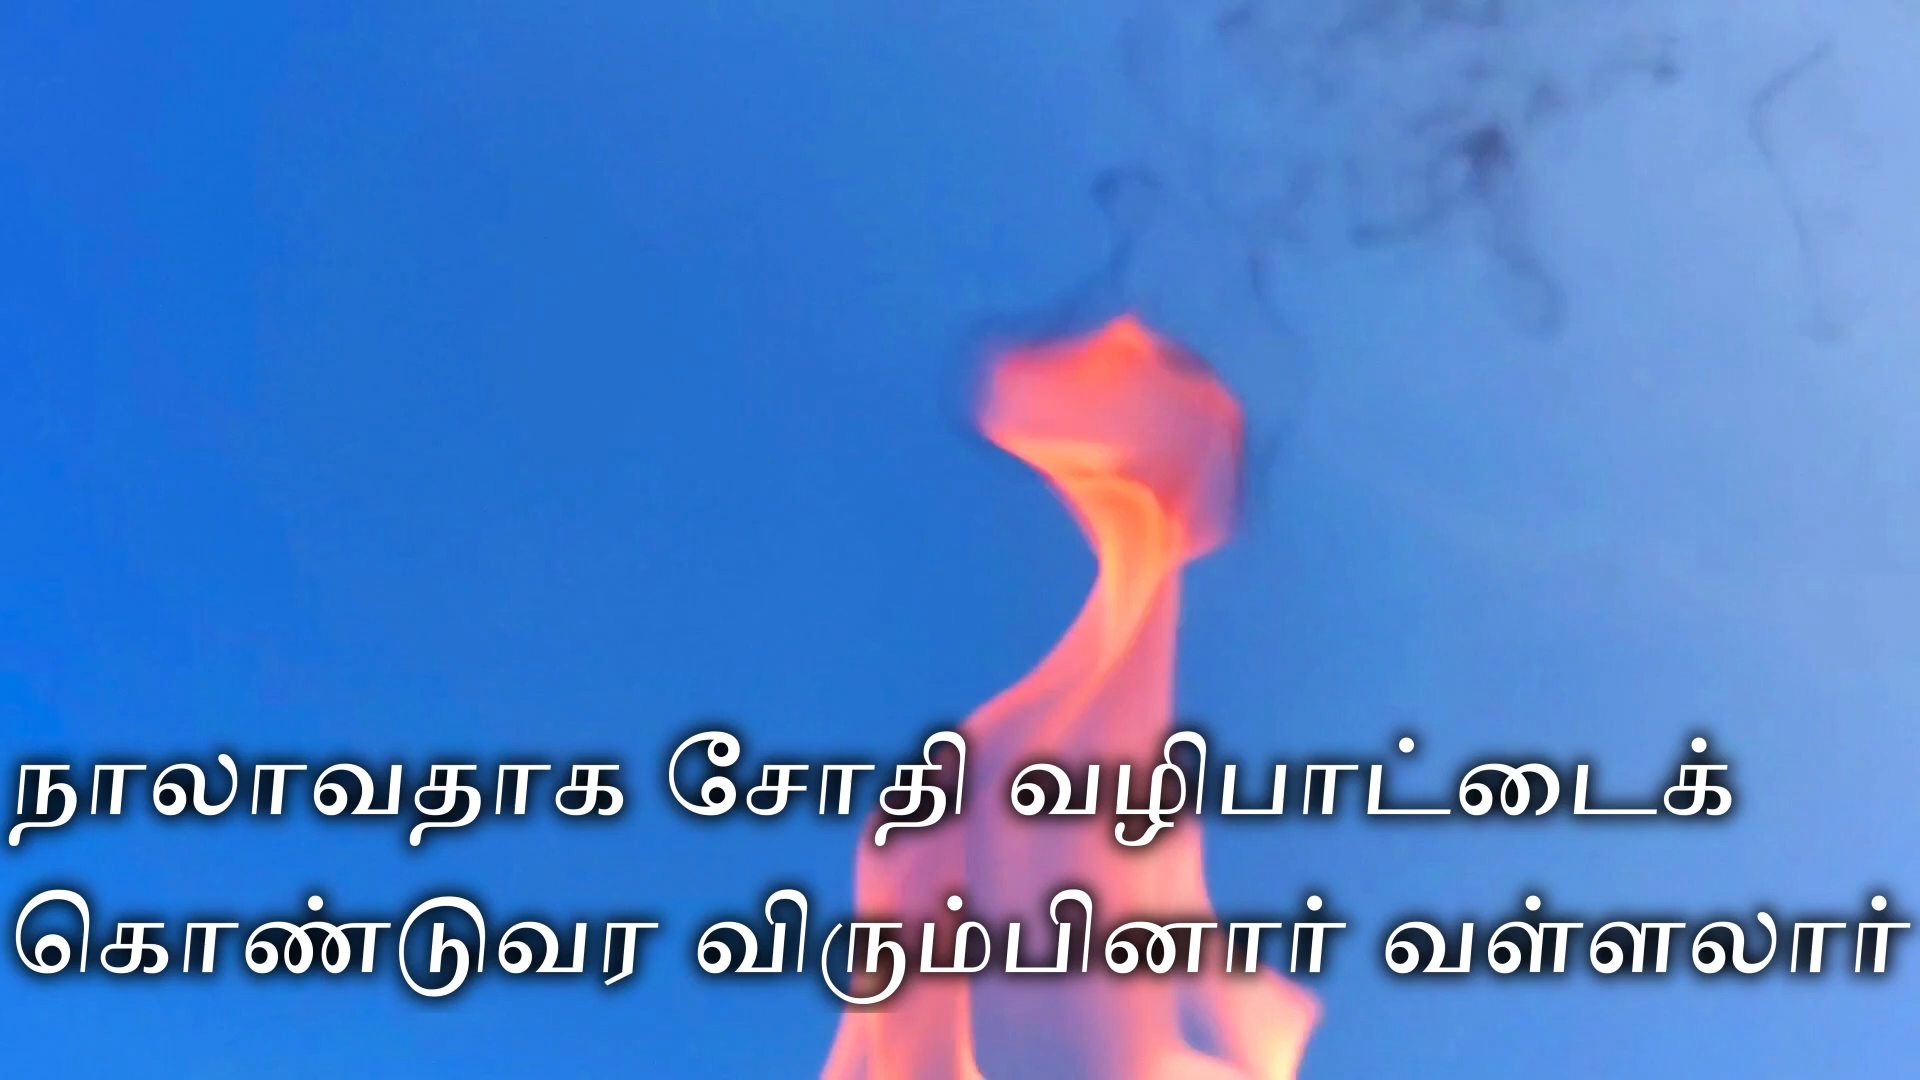 நாலாவதாக சோதி வழிபாட்டைக்
கொண்டுவர விரும்பினார் வள்ளலார்